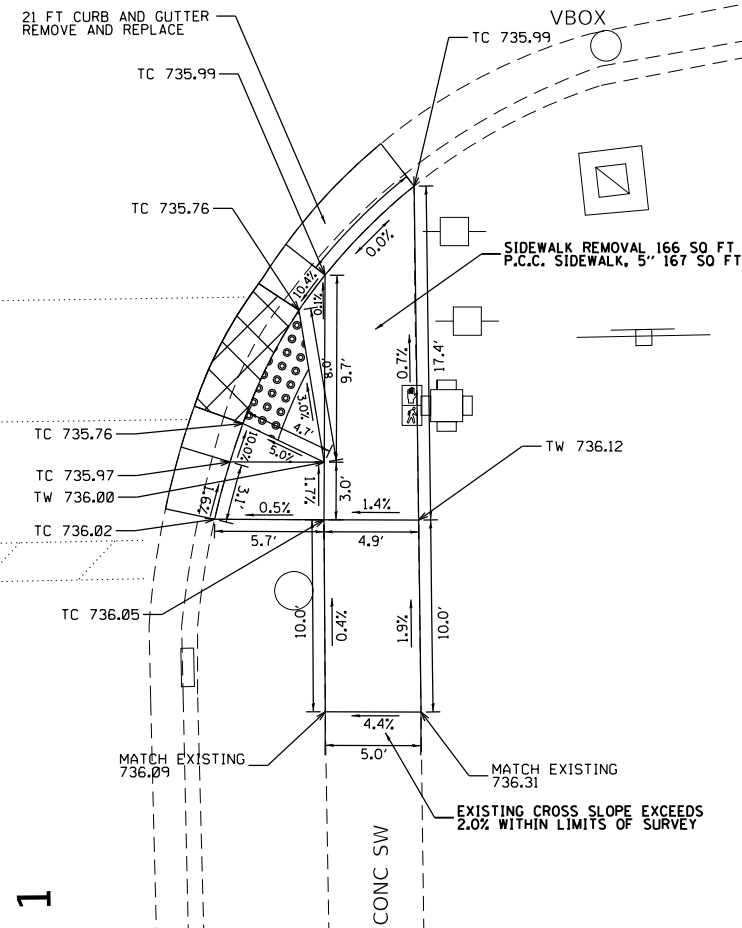 21 FT CURB AND GUTTER
REMOVE AND REPLACE
VBOX
TC 735.99
TC 735.99
TC 735.76
SIDEWALK REMOVAL 166 SQ FT
P.C.C. SIDEWALK, 5" 167 SQ FT
0.0%
10.4%
0.1%
8.0'
9.7'
0.7%
17.4'
3.0%
4.7'
5.0%
10.0%
TC 735.76
TC 735.97
TW 736.00
TC 736.02
TW 736.12
1.6%
3.1'
0.5%
1.7%
3.0'
1.4%
5.7'
4.9'
TC 736.05
10.0'
0.4%
1.9%
10.0'
4.4%
5.0'
MATCH EXISTING
736.09
MATCH EXISTING
736.31
EXISTING CROSS SLOPE EXCEEDS
2.0% WITHIN LIMITS OF SURVEY
CONC SW
1